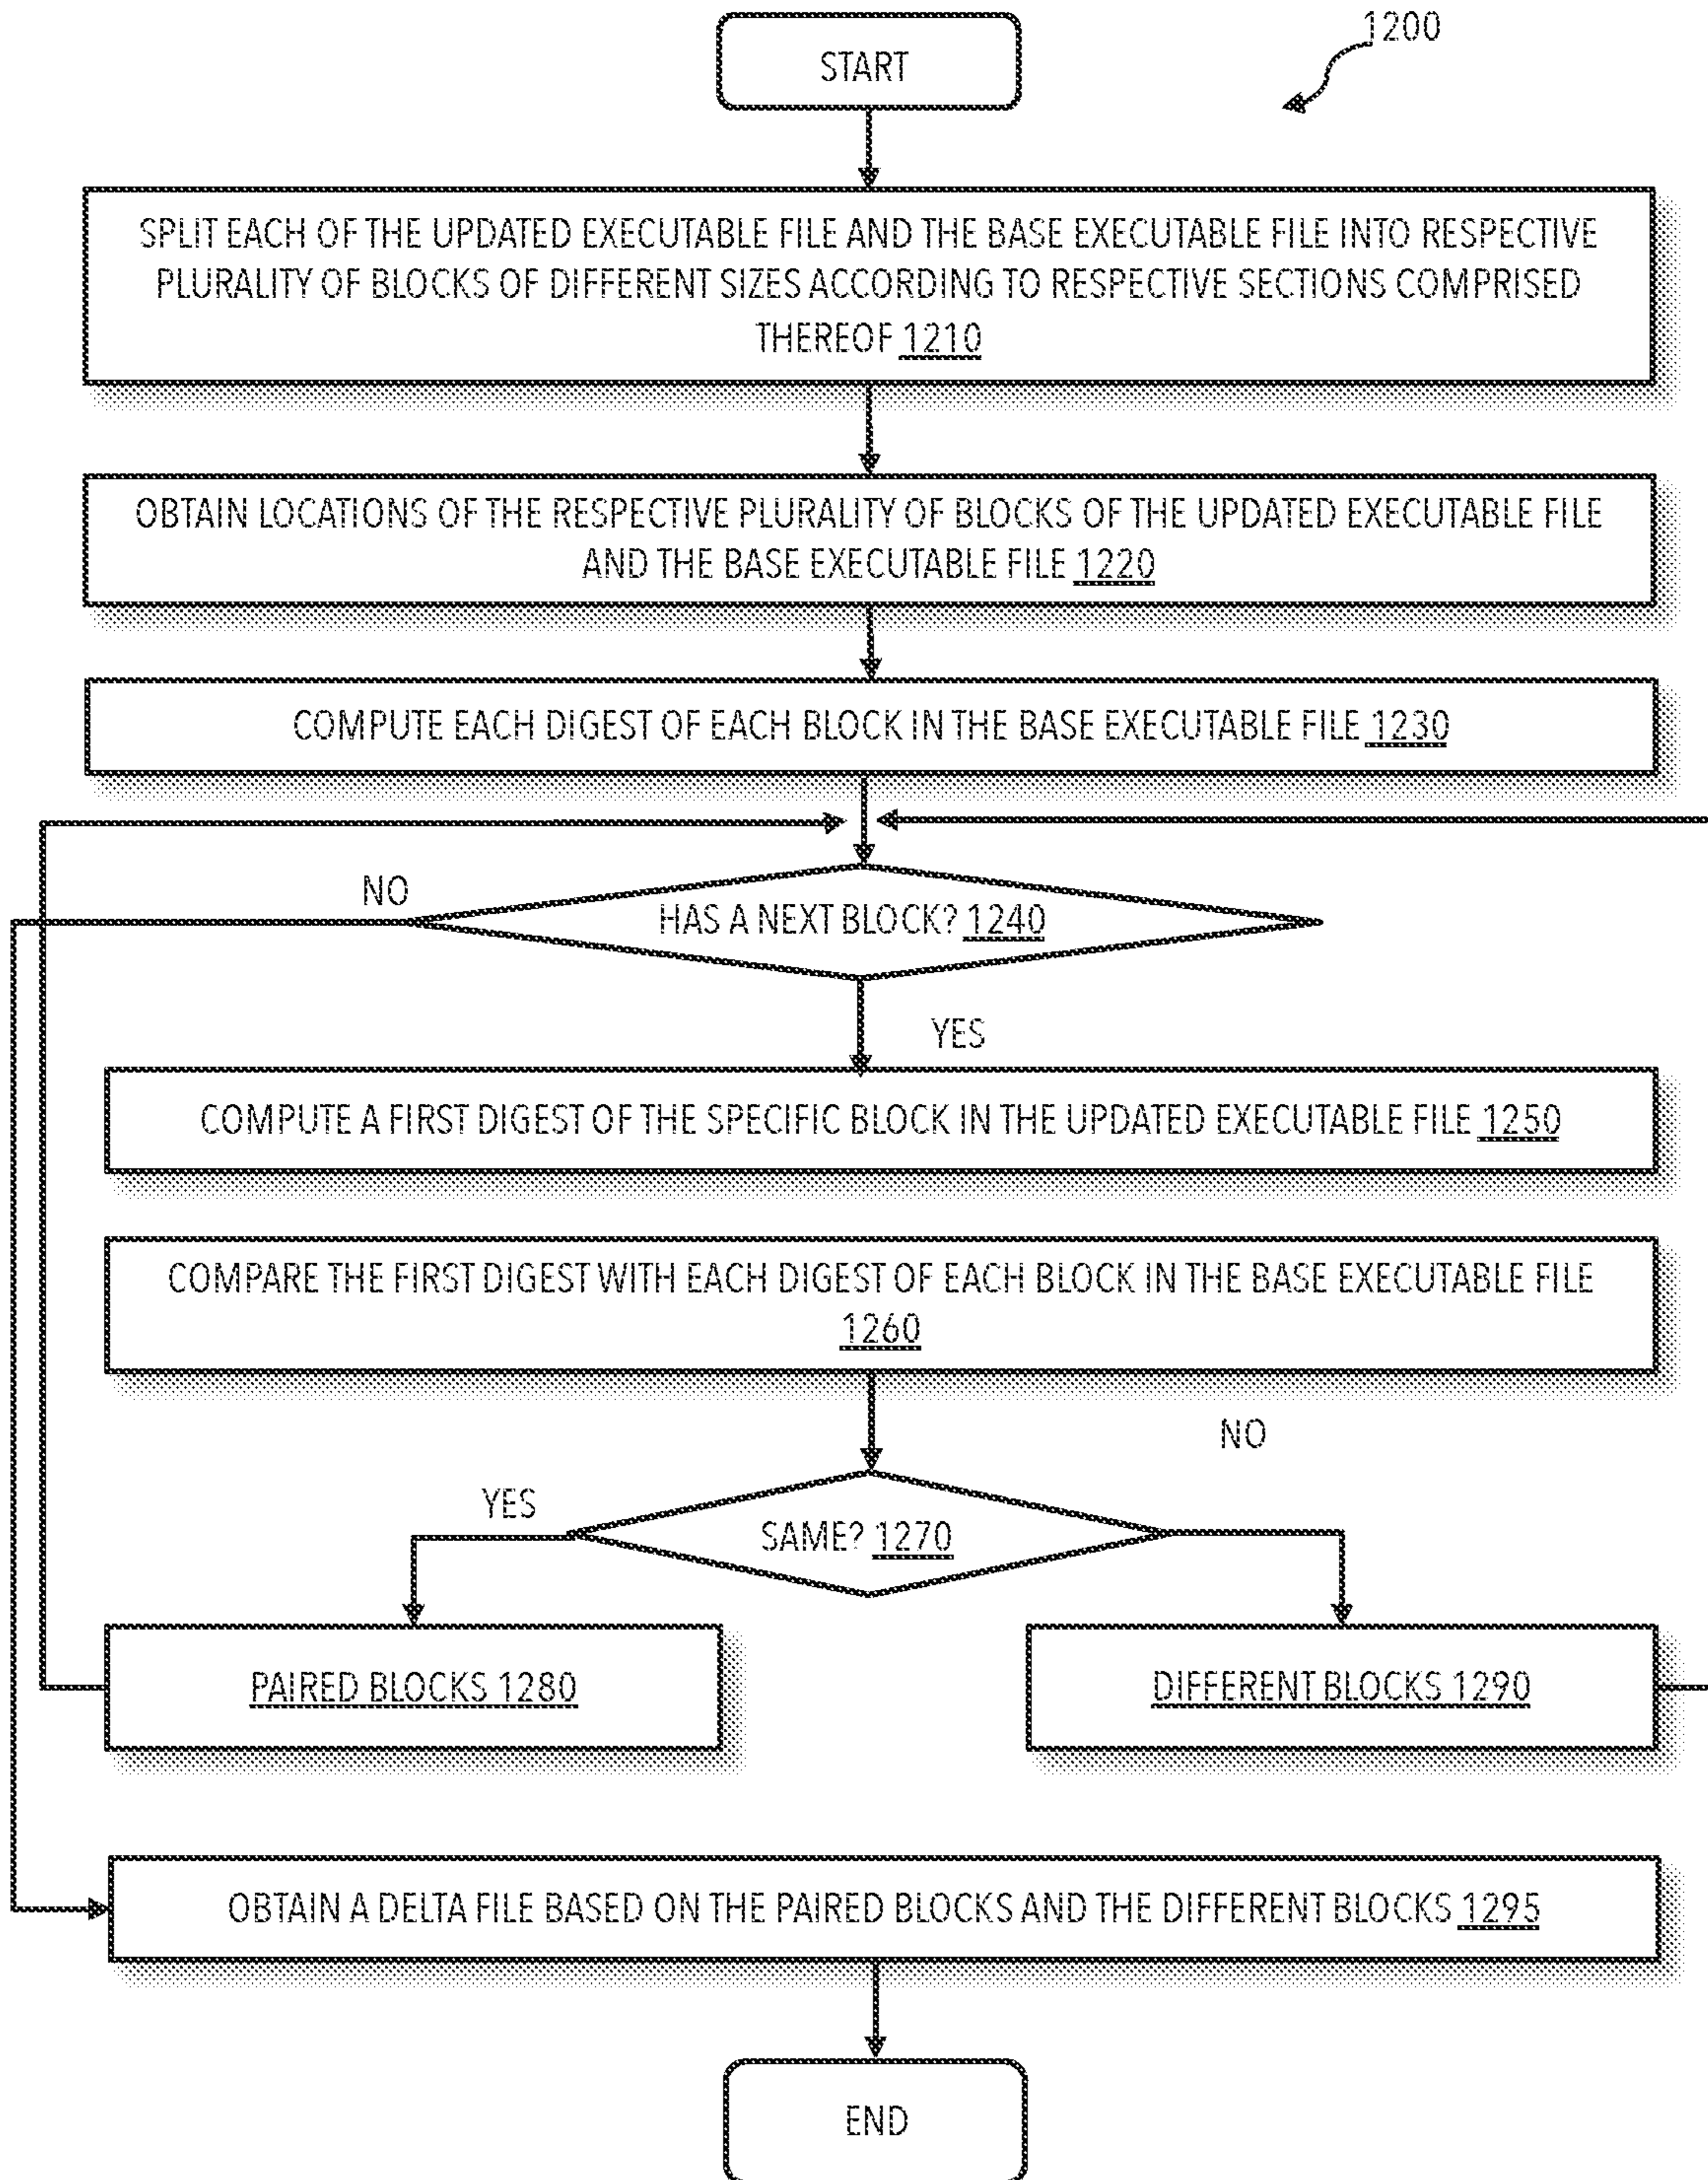 1200
START
SPLIT EACH OF THE UPDATED EXECUTABLE FILE AND THE BASE EXECUTABLE FILE INTO RESPECTIVE
PLURALITY OF BLOCKS OF DIFFERENT SIZES ACCORDING TO RESPECTIVE SECTIONS COMPRISED
THEREOF 1210
OBTAIN LOCATIONS OF THE RESPECTIVE PLURALITY OF BLOCKS OF THE UPDATED EXECUTABLE FILE
AND THE BASE EXECUTABLE FILE 1220
COMPUTE EACH DIGEST OF EACH BLOCK IN THE BASE EXECUTABLE FILE 1230
NO
HAS A NEXT BLOCK? 1240
YES
COMPUTE A FIRST DIGEST OF THE SPECIFIC BLOCK IN THE UPDATED EXECUTABLE FILE 1250
COMPARE THE FIRST DIGEST WITH EACH DIGEST OF EACH BLOCK IN THE BASE EXECUTABLE FILE
1260
NO
YES
SAME? 1270
PAIRED BLOCKS 1280
DIFFERENT BLOCKS 1290
OBTAIN A DELTA FILE BASED ON THE PAIRED BLOCKS AND THE DIFFERENT BLOCKS 1295
END